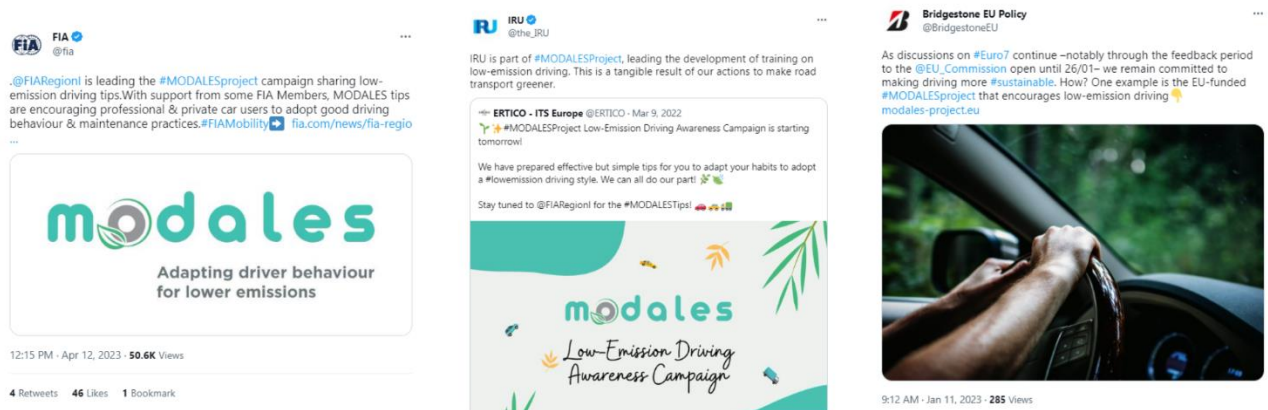 FIA
@fia
.@FIARegionI is leading the #MODALESproject campaign sharing low-
emission driving tips.With support from some FIA Members, MODALES tips
are encouraging professional & private car users to adopt good driving
behaviour & maintenance practices.#FIAMobility➡️ fia.com/news/fia-regio
...
modales
Adapting driver behaviour
for lower emissions
12:15 PM · Apr 12, 2023 · 50.6K Views
4 Retweets 46 Likes 1 Bookmark
IRU
@the_IRU
IRU is part of #MODALESProject, leading the development of training on
low-emission driving. This is a tangible result of our actions to make road
transport greener.
ERTICO - ITS Europe @ERTICO · Mar 9, 2022
🌱✨#MODALESProject Low-Emission Driving Awareness Campaign is starting
tomorrow!
We have prepared effective but simple tips for you to adapt your habits to adopt
a #lowemission driving style. We can all do our part! 🌿🍃
Stay tuned to @FIARegionI for the #MODALESTips! 🚗🚕🚛
modales
Low-Emission Driving
Awareness Campaign
Bridgestone EU Policy
@BridgestoneEU
As discussions on #Euro7 continue –notably through the feedback period
to the @EU_Commission open until 26/01– we remain committed to
making driving more #sustainable. How? One example is the EU-funded
#MODALESproject that encourages low-emission driving👇
modales-project.eu
9:12 AM · Jan 11, 2023 · 285 Views